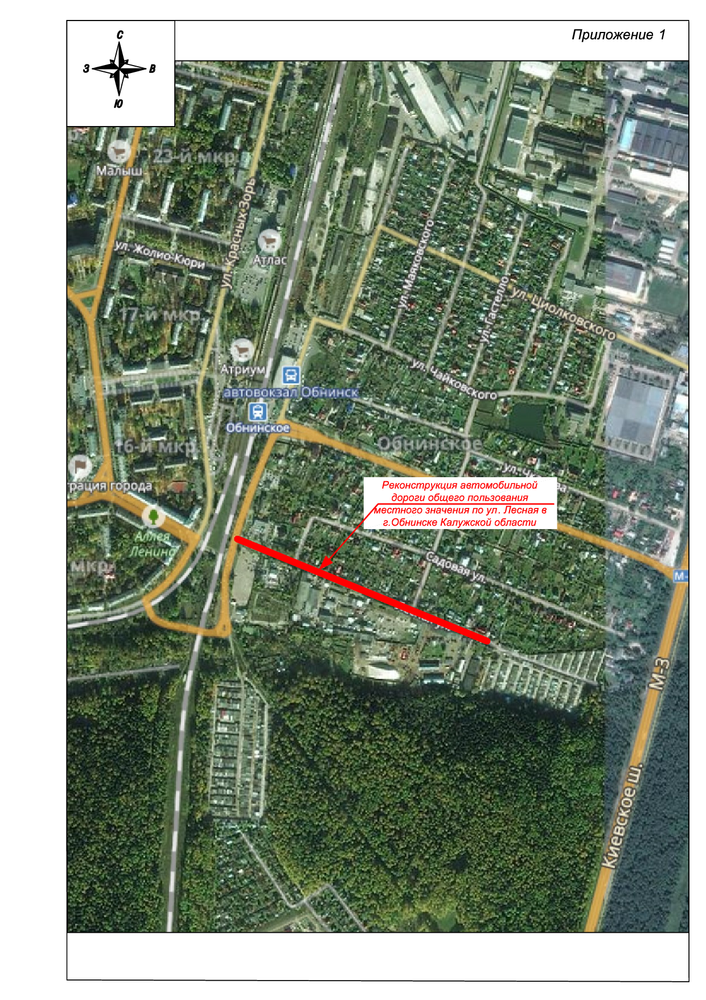 Приложение 1
С
З
В
Ю
23-й мкр.
Малыш
ул. Красных Зорь
ул. Жолио-Кюри
Атлас
ул. Маяковского
ул. Гастелло
ул. Циолковского
17-й мкр.
Атриум
ул. Чайковского
автовокзал Обнинск
Обнинское
16-й мкр.
Обнинское
ул.
рация города
Реконструкция автомобильной
дороги общего пользования
местного значения по ул. Лесная в
г.Обнинске Калужской области
Аллея
Ленина
мкр.
Садовая ул.
М-
М-3
Киевское ш.